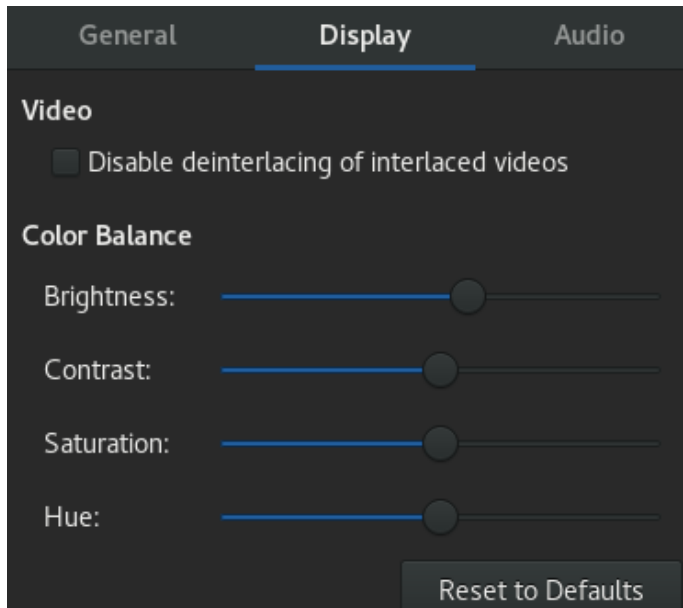 General Display Audio
Video
Disable deinterlacing of interlaced videos
Color Balance
Brightness:
Contrast:
Saturation:
Hue:
Reset to Defaults